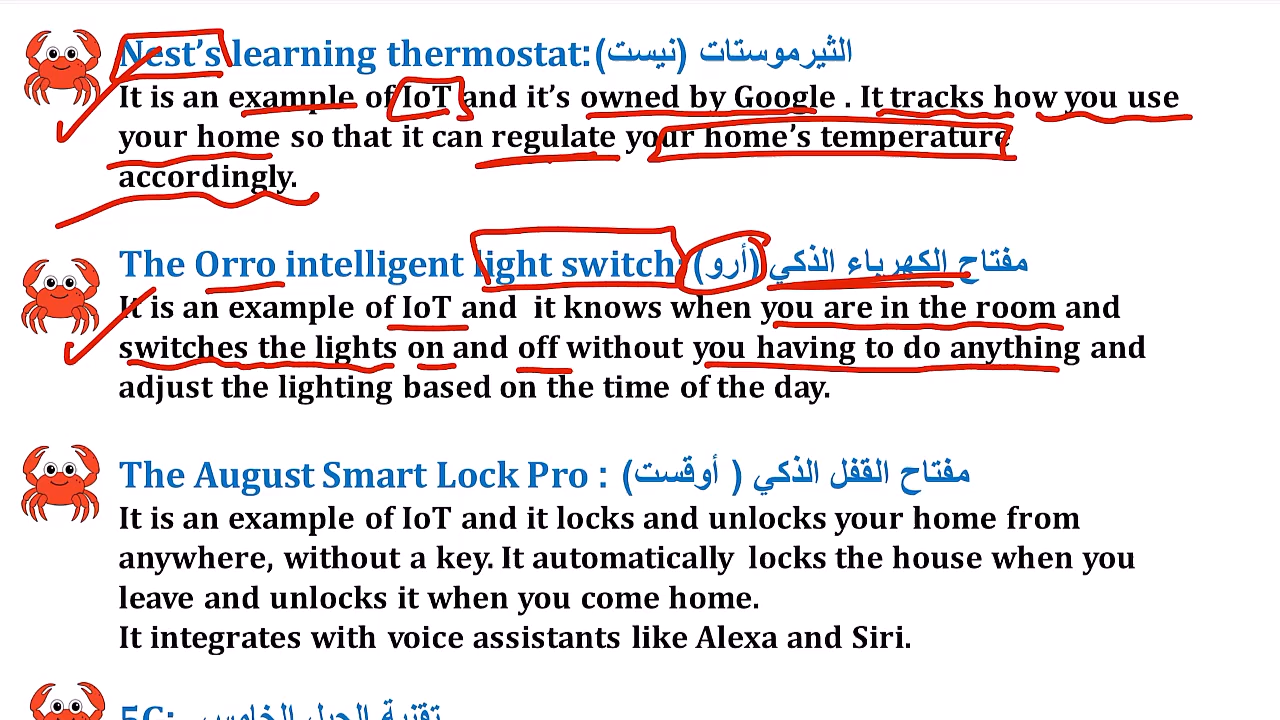 Nest's learning thermostat:(نيست) الثيرموستات
It is an example of IoT and it's owned by Google . It tracks how you use
your home so that it can regulate your home's temperature
accordingly.
The Orro intelligent light switch: (أرو) مفتاح الكهرباء الذكي
It is an example of IoT and it knows when you are in the room and
switches the lights on and off without you having to do anything and
adjust the lighting based on the time of the day.
The August Smart Lock Pro : مفتاح القفل الذكي ( أوقست)
It is an example of IoT and it locks and unlocks your home from
anywhere, without a key. It automatically locks the house when you
leave and unlocks it when you come home.
It integrates with voice assistants like Alexa and Siri.
5G: تقنية الجيل الخامس